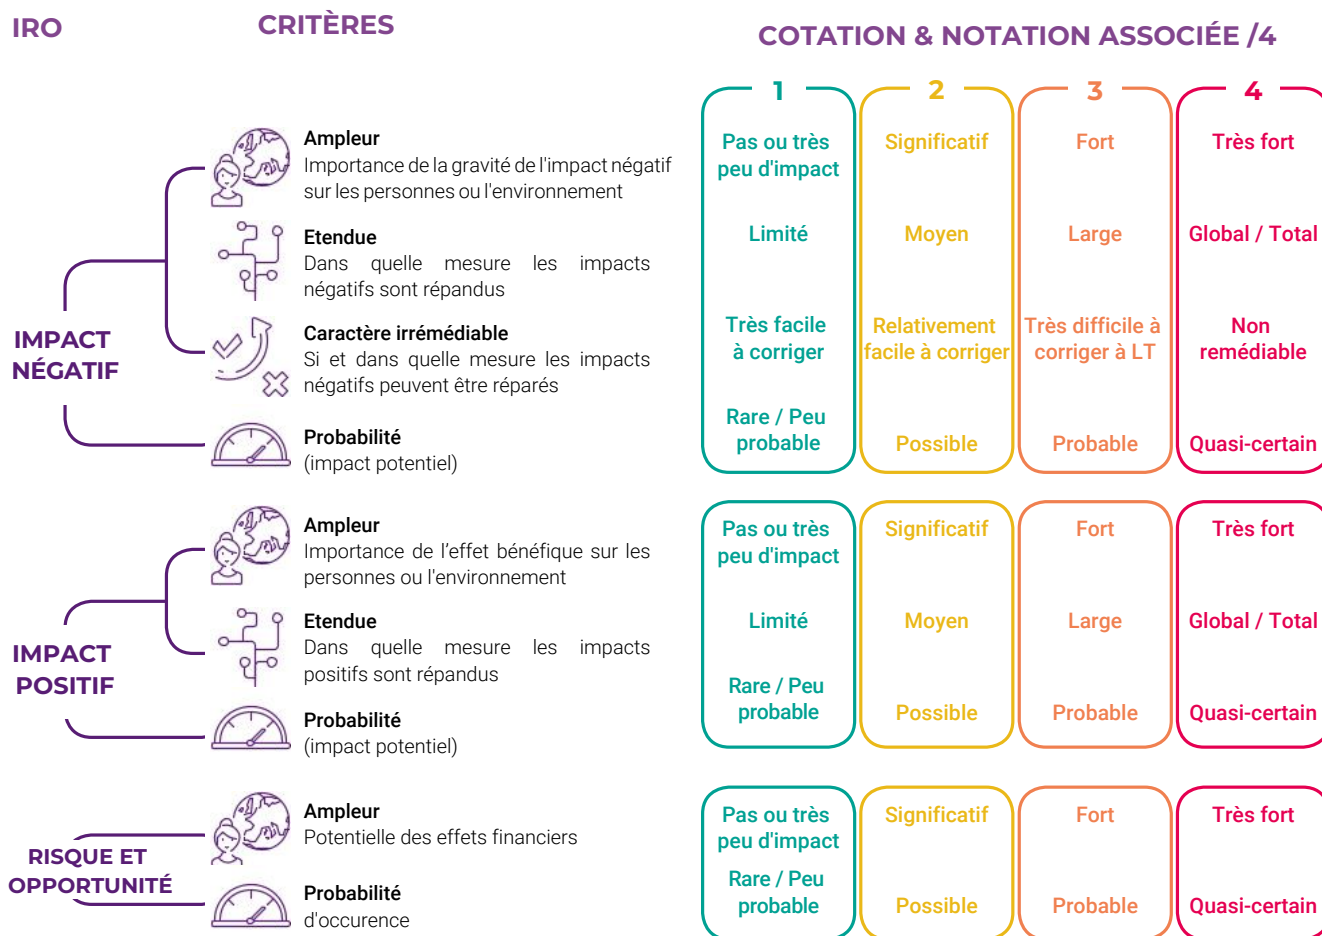 IRO
CRITÈRES
COTATION & NOTATION ASSOCIÉE /4
1
2
3
4
IMPACT
NÉGATIF
Ampleur
Importance de la gravité de l'impact négatif
sur les personnes ou l'environnement
Pas ou très
peu d'impact
Significatif
Fort
Très fort
Etendue
Dans quelle mesure les impacts
négatifs sont répandus
Limité
Moyen
Large
Global / Total
Caractère irrémédiable
Si et dans quelle mesure les impacts
négatifs peuvent être réparés
Très facile
à corriger
Relativement
facile à corriger
Très difficile à
corriger à LT
Non
remédiable
Probabilité
(impact potentiel)
Rare / Peu
probable
Possible
Probable
Quasi-certain
IMPACT
POSITIF
Ampleur
Importance de l'effet bénéfique sur les
personnes ou l'environnement
Pas ou très
peu d'impact
Significatif
Fort
Très fort
Etendue
Dans quelle mesure les impacts
positifs sont répandus
Limité
Moyen
Large
Global / Total
Probabilité
(impact potentiel)
Rare / Peu
probable
Possible
Probable
Quasi-certain
RISQUE ET
OPPORTUNITÉ
Ampleur
Potentielle des effets financiers
Pas ou très
peu d'impact
Significatif
Fort
Très fort
Probabilité
d'occurence
Rare / Peu
probable
Possible
Probable
Quasi-certain